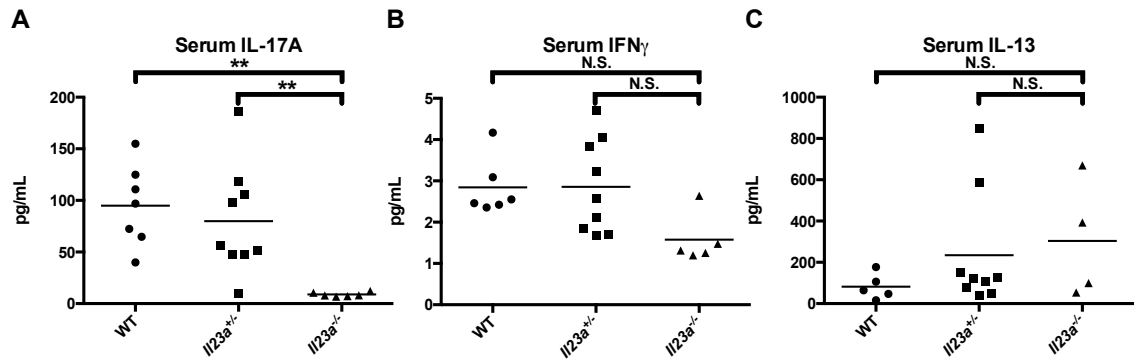 A
Serum IL-17A
**
**
pg/mL
200
150
100
50
0
WT
Il23a+/-
Il23a-/-
B
Serum IFNγ
N.S.
N.S.
pg/mL
5
4
3
2
1
0
WT
Il23a+/-
Il23a-/-
C
Serum IL-13
N.S.
N.S.
pg/mL
1000
800
600
400
200
0
WT
Il23a+/-
Il23a-/-